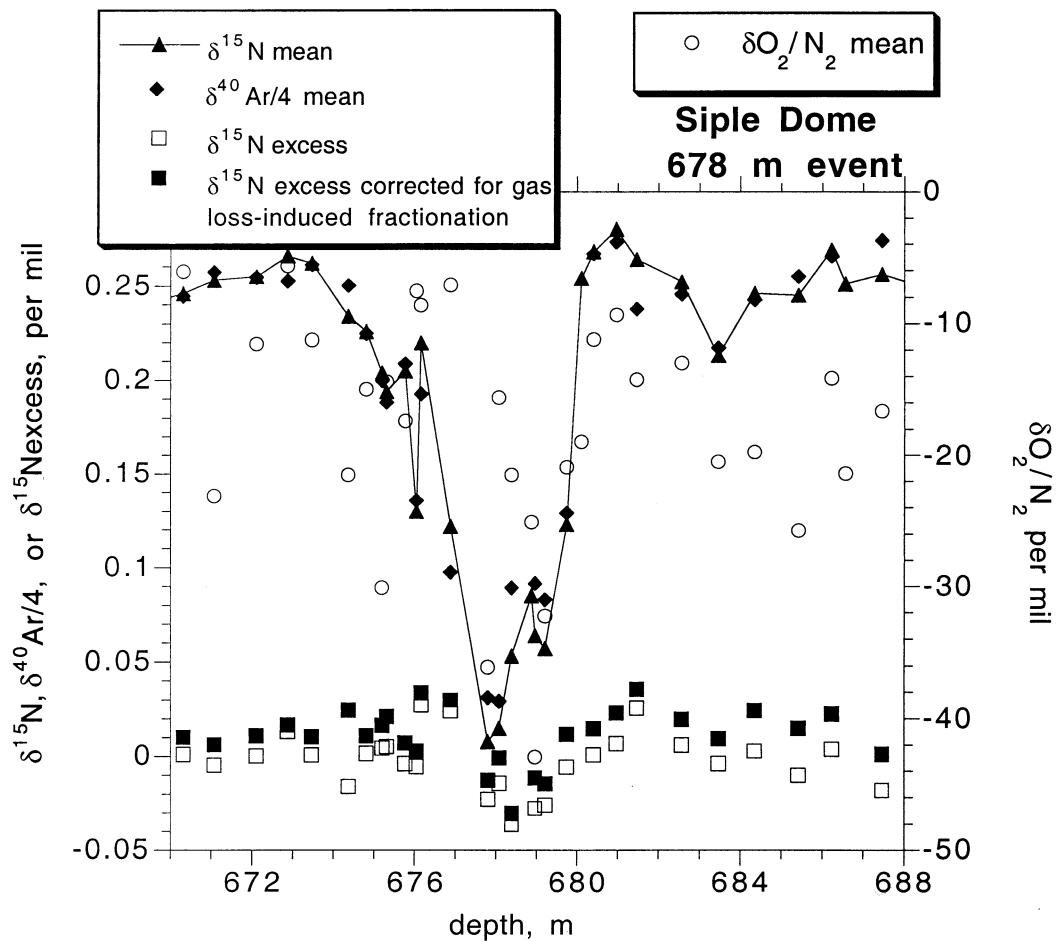 δ¹⁵N mean
δ⁴⁰Ar/4 mean
δ¹⁵N excess
δ¹⁵N excess corrected for gas
loss-induced fractionation
δO₂/N₂ mean
Siple Dome
678 m event
δ¹⁵N, δ⁴⁰Ar/4, or δ¹⁵Nexcess, per mil
0.25
0.2
0.15
0.1
0.05
0
-0.05
0
-10
-20
-30
-40
-50
δO₂/N₂ per mil
672 676 680 684 688
depth, m